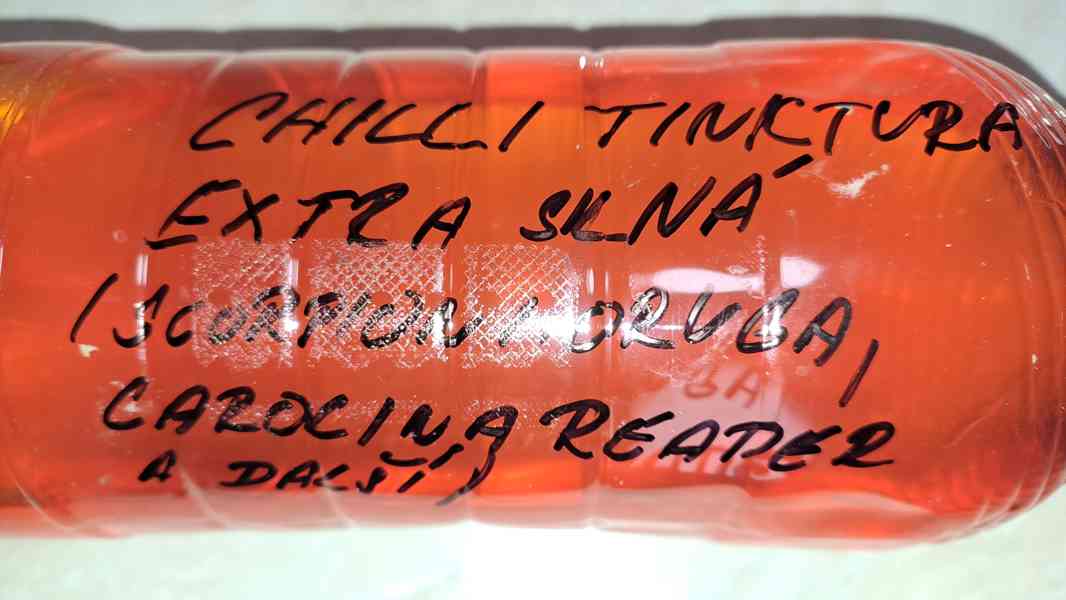 CHILLI TINKTURA
EXTRA SILNÁ
(SCORPION MORUGA,
CAROLINA REAPER
A DALŠÍ)